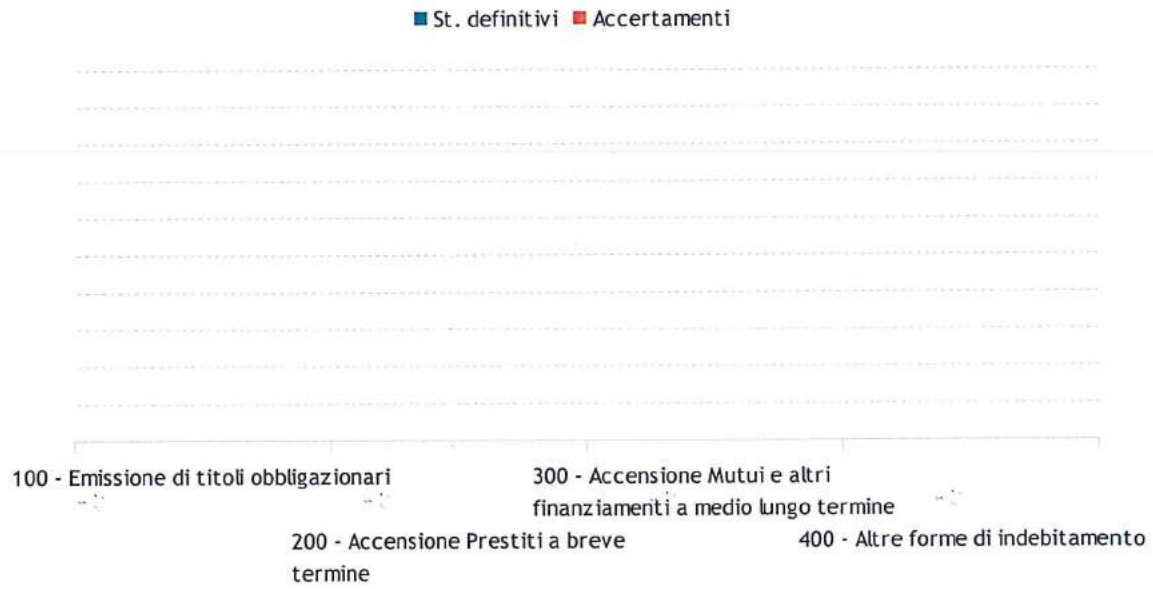 St. definitivi Accertamenti
100 - Emissione di titoli obbligazionari
200 - Accensione Prestiti a breve
termine
300 - Accensione Mutui e altri
finanziamenti a medio lungo termine
400 - Altre forme di indebitamento